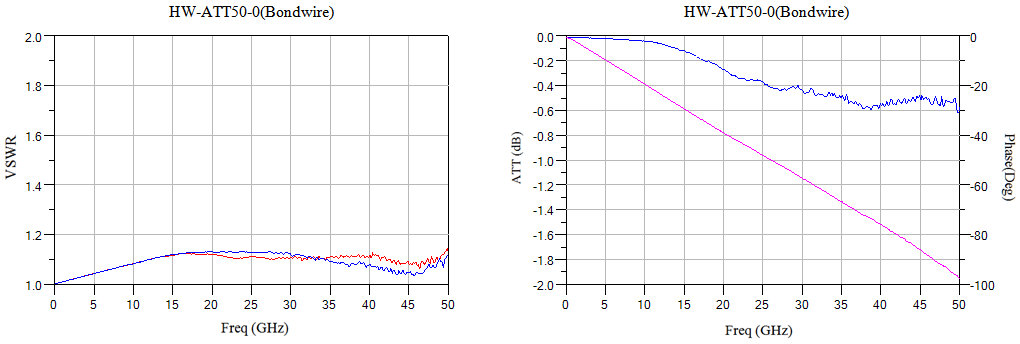 HW-ATT50-0(Bondwire)
VSWR
2.0
1.8
1.6
1.4
1.2
1.0
0 5 10 15 20 25 30 35 40 45 50
Freq (GHz)
HW-ATT50-0(Bondwire)
ATT (dB)
0.0
-0.2
-0.4
-0.6
-0.8
-1.0
-1.2
-1.4
-1.6
-1.8
-2.0
0
-20
-40
-60
-80
-100
Phase(Deg)
0 5 10 15 20 25 30 35 40 45 50
Freq (GHz)